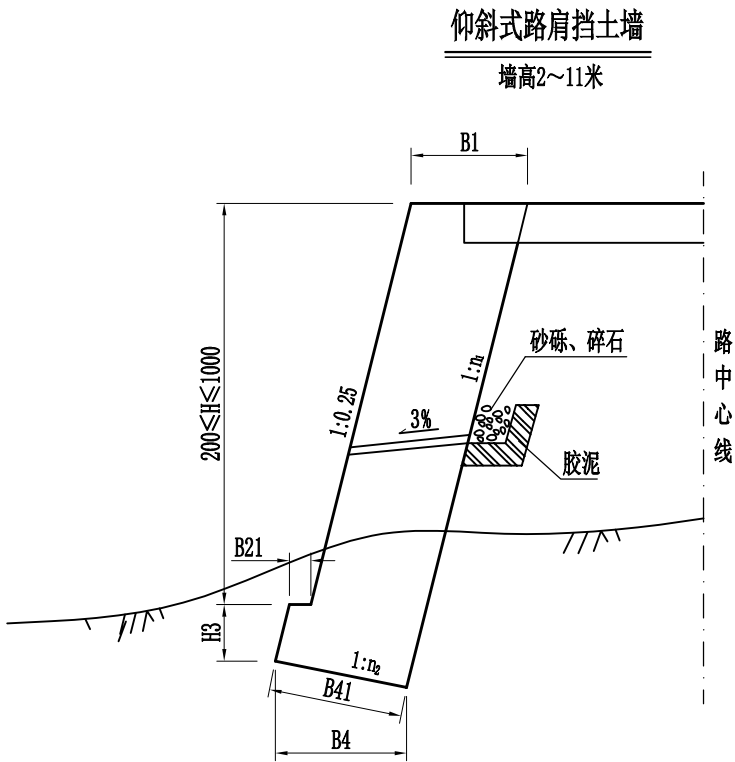 仰斜式路肩挡土墙
墙高2～11米
B1
200≤H≤1000
1:0.25
3%
1:n₁
砂砾、碎石
胶泥
路中心线
B21
H3
1:n₂
B41
B4